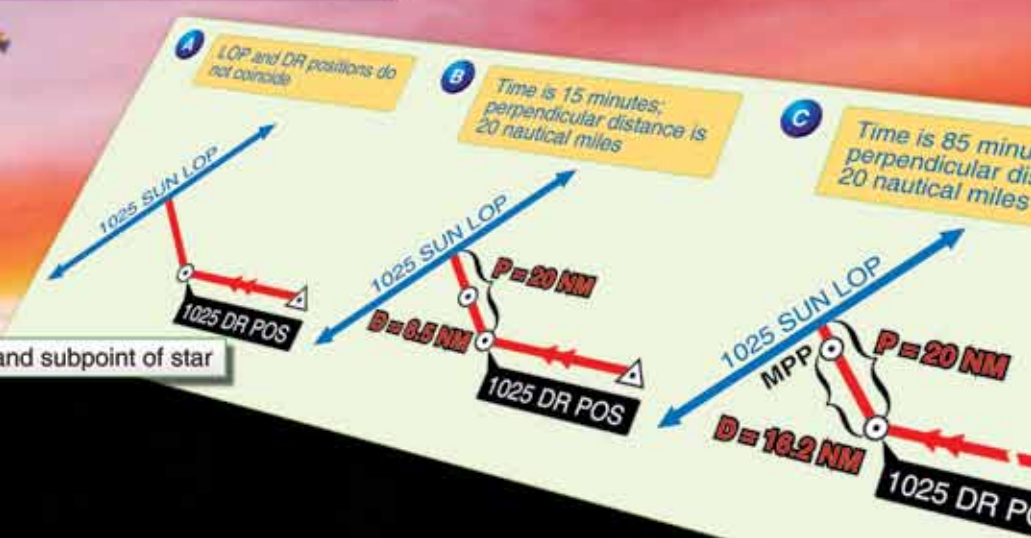 A
LOP and DR positions do
not coincide
1025 SUN LOP
1025 DR POS
B
Time is 15 minutes;
perpendicular distance is
20 nautical miles
1025 SUN LOP
P = 20 NM
D = 8.5 NM
1025 DR POS
C
Time is 85 minu
perpendicular di
20 nautical miles
1025 SUN LOP
MPP
P = 20 NM
D = 16.2 NM
1025 DR PO
and subpoint of star